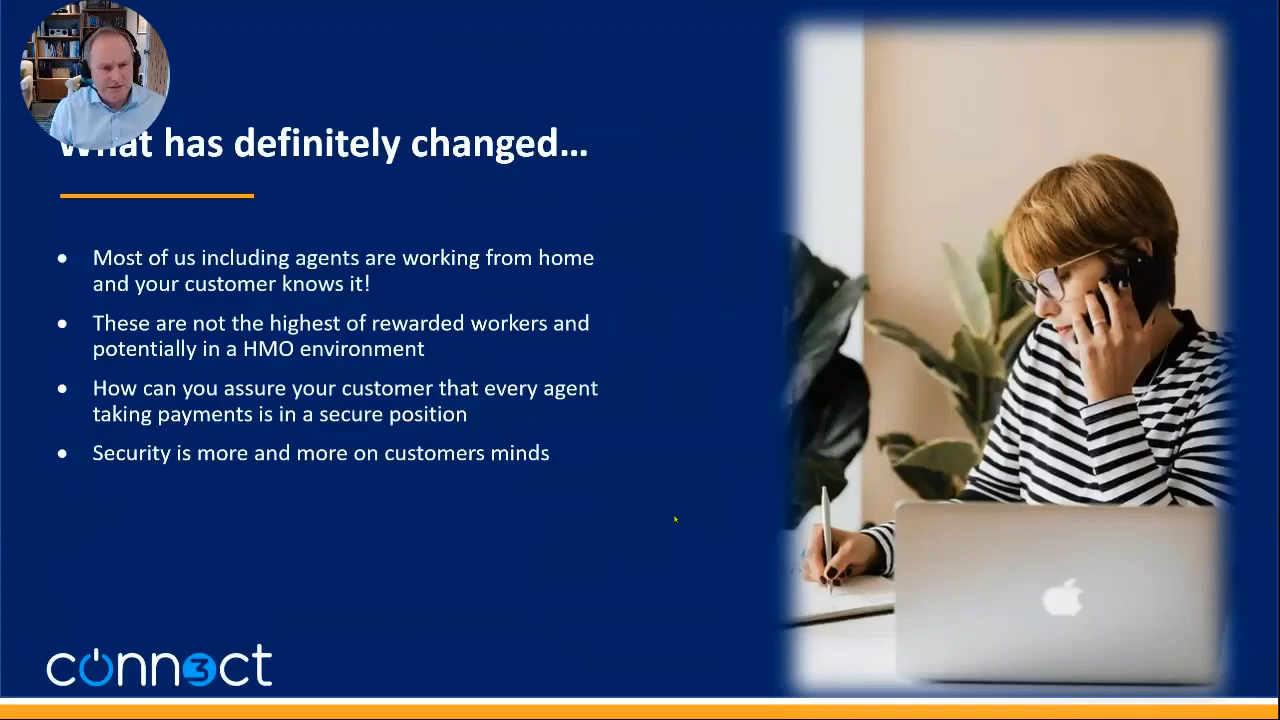 What has definitely changed...
● Most of us including agents are working from home
and your customer knows it!
● These are not the highest of rewarded workers and
potentially in a HMO environment
● How can you assure your customer that every agent
taking payments is in a secure position
● Security is more and more on customers minds
conn3ct